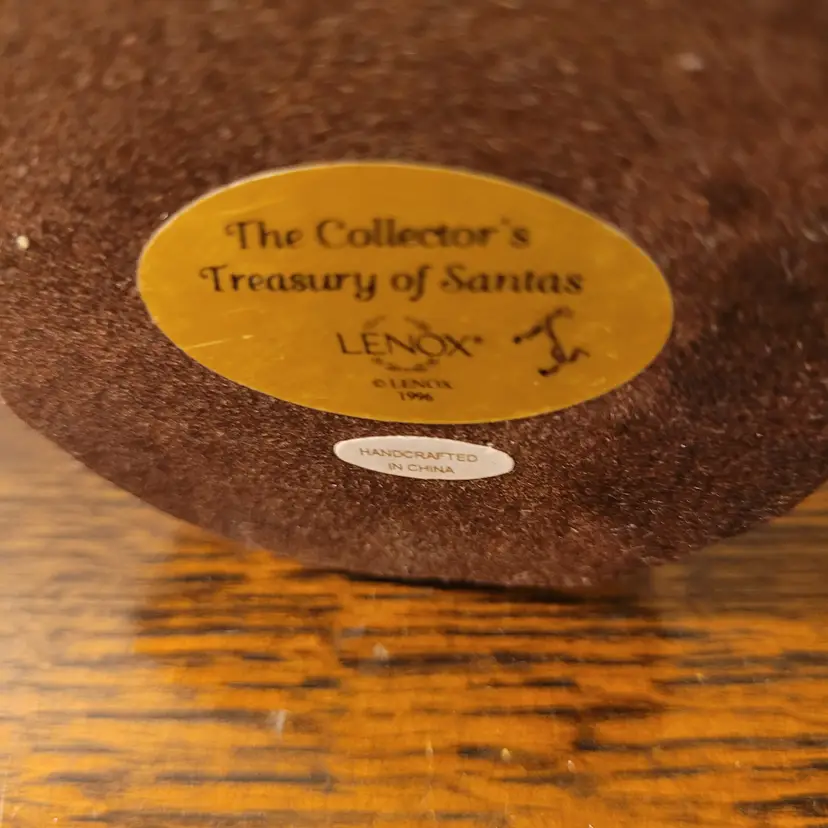 The Collector's
Treasury of Santas
LENOX®
© LENOX
1996
HANDCRAFTED
IN CHINA